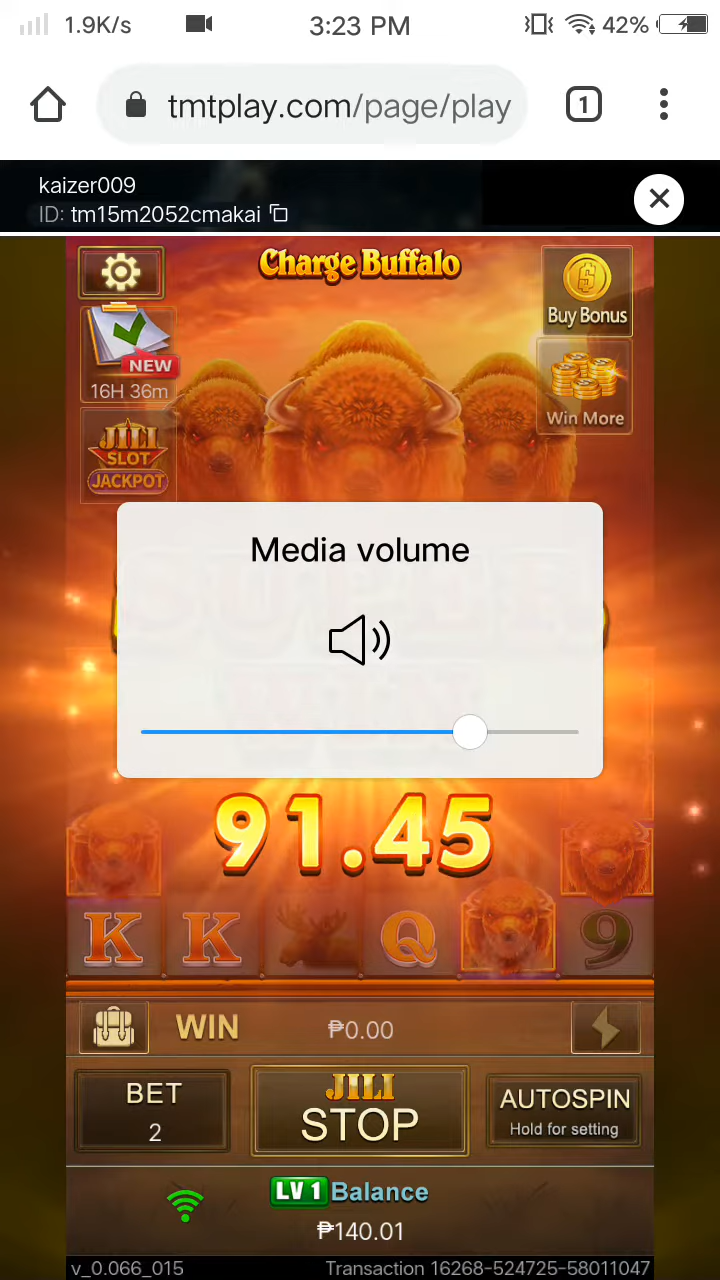 1.9K/s 3:23 PM 42%
tmtplay.com/page/play 1
kaizer009
ID: tm15m2052cmakai
Charge Buffalo
Buy Bonus
NEW
16H 36m
Win More
JILI
SLOT
JACKPOT
Media volume
91.45
K K Q 9
WIN ₱0.00
BET
2
JILI
STOP
AUTOSPIN
Hold for setting
LV 1 Balance
₱140.01
v_0.066_015 Transaction 16268-524725-58011047